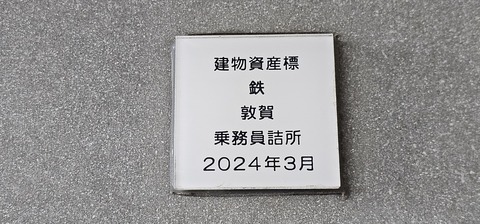 建物資産標
鉄
敦賀
乗務員詰所
2024年3月